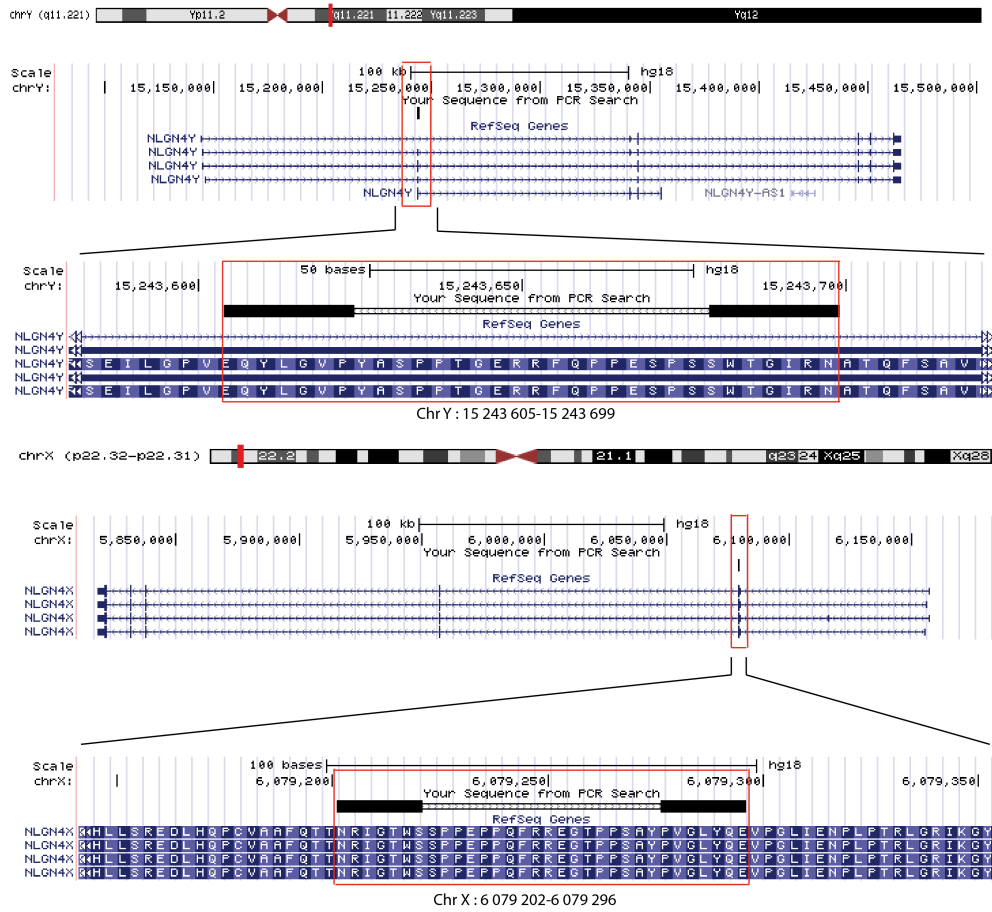 chrY (q11.221) Yp11.2 q11.221 11.222 Yq11.223 Yq12
Scale 100 kb hg18
chrY: 15,150,000 15,200,000 15,250,000 15,300,000 15,350,000 15,400,000 15,450,000 15,500,000
Your Sequence from PCR Search
RefSeq Genes
NLGN4Y
NLGN4Y
NLGN4Y
NLGN4Y
NLGN4Y NLGN4Y-AS1
Scale 50 bases hg18
chrY: 15,243,600 15,243,650 15,243,700
Your Sequence from PCR Search
RefSeq Genes
NLGN4Y
NLGN4Y
NLGN4Y S E I L G P V E Q Y L G V P Y A S P P T G E R R F Q P P E S P S S W T G I R N A T Q F S A V
NLGN4Y
NLGN4Y S E I L G P V E Q Y L G V P Y A S P P T G E R R F Q P P E S P S S W T G I R N A T Q F S A V
Chr Y : 15 243 605-15 243 699
chrX (p22.32-p22.31) 22.2 21.1 q23 24 Xq25 Xq28
Scale 100 kb hg18
chrX: 5,850,000 5,900,000 5,950,000 6,000,000 6,050,000 6,100,000 6,150,000
Your Sequence from PCR Search
RefSeq Genes
NLGN4X
NLGN4X
NLGN4X
NLGN4X
Scale 100 bases hg18
chrX: 6,079,200 6,079,250 6,079,300 6,079,350
Your Sequence from PCR Search
RefSeq Genes
NLGN4X H L L S R E D L H Q P C V A A F Q T T N R I G T W S S P P E P P Q F R R E G T P P S A Y P V G L Y Q E V P G L I E N P L P T R L G R I K G Y
NLGN4X H L L S R E D L H Q P C V A A F Q T T N R I G T W S S P P E P P Q F R R E G T P P S A Y P V G L Y Q E V P G L I E N P L P T R L G R I K G Y
NLGN4X H L L S R E D L H Q P C V A A F Q T T N R I G T W S S P P E P P Q F R R E G T P P S A Y P V G L Y Q E V P G L I E N P L P T R L G R I K G Y
NLGN4X H L L S R E D L H Q P C V A A F Q T T N R I G T W S S P P E P P Q F R R E G T P P S A Y P V G L Y Q E V P G L I E N P L P T R L G R I K G Y
Chr X : 6 079 202-6 079 296